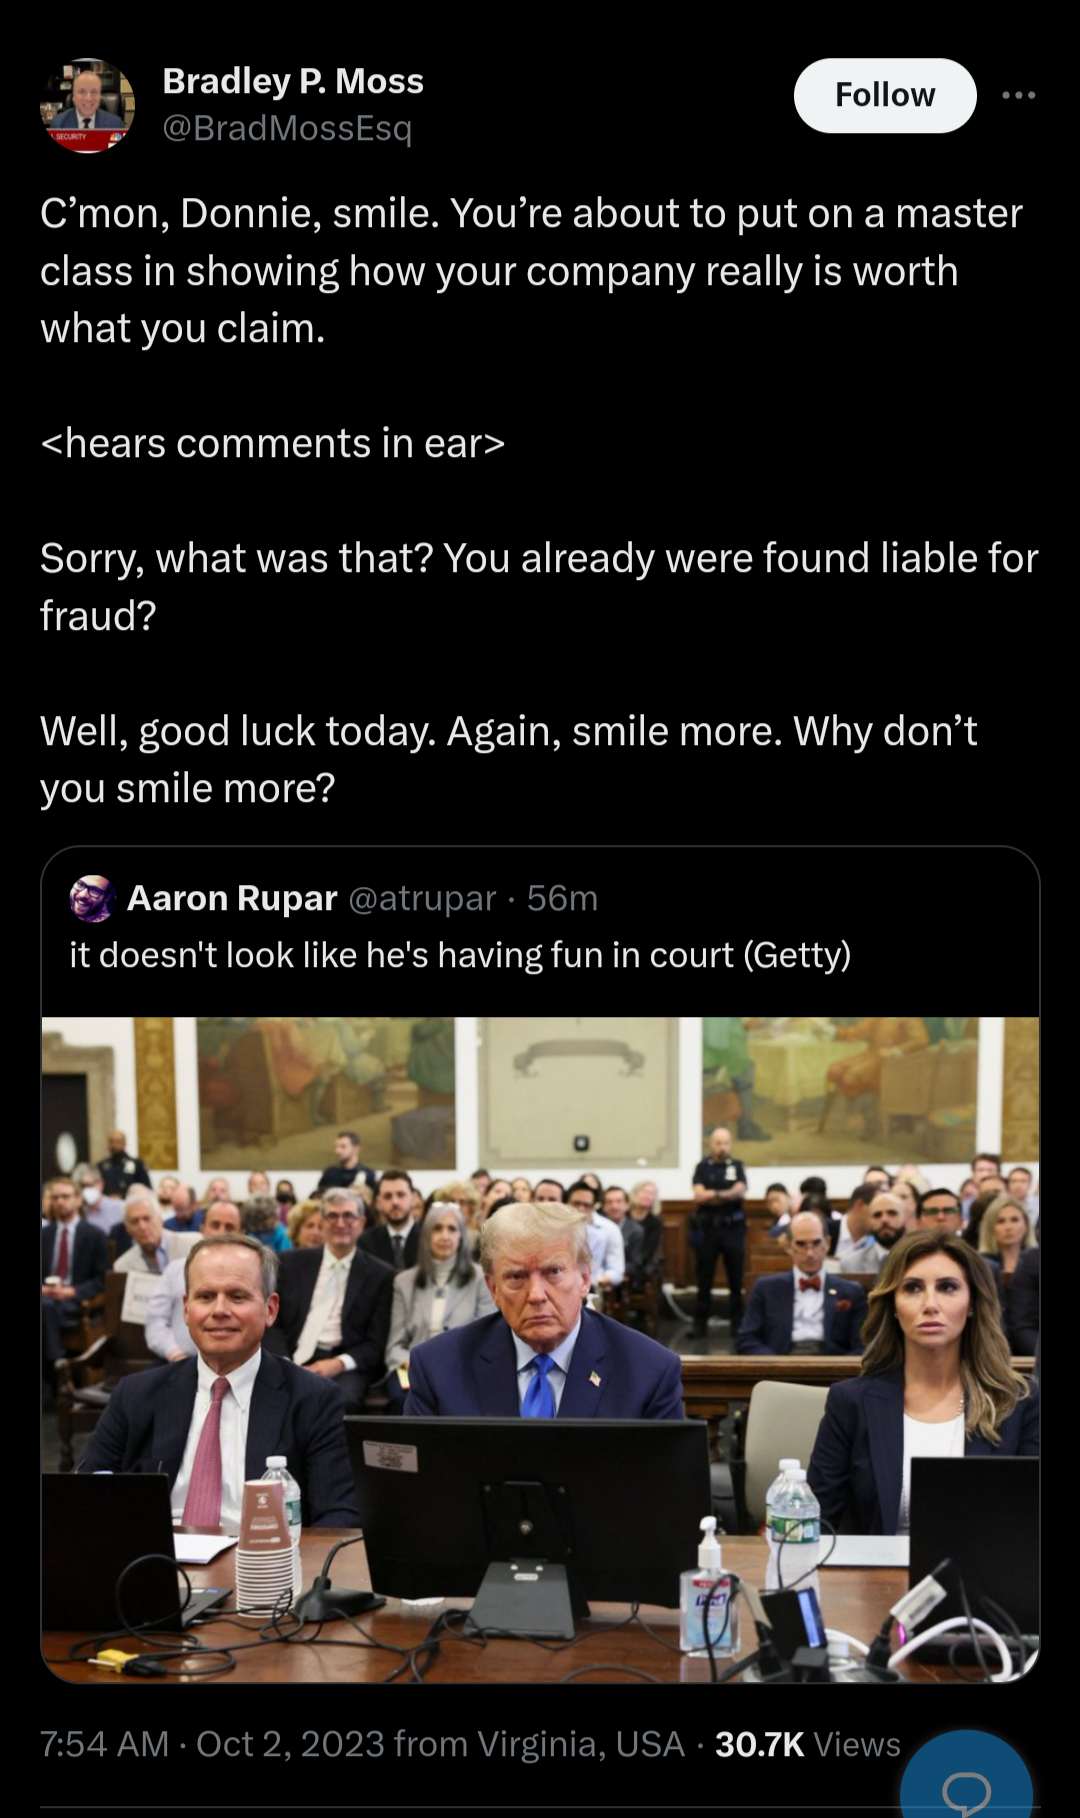 Bradley P. Moss
@BradMossEsq
Follow
SECURITY
C’mon, Donnie, smile. You’re about to put on a master
class in showing how your company really is worth
what you claim.
<hears comments in ear>
Sorry, what was that? You already were found liable for
fraud?
Well, good luck today. Again, smile more. Why don’t
you smile more?
Aaron Rupar @atrupar · 56m
it doesn't look like he's having fun in court (Getty)
7:54 AM · Oct 2, 2023 from Virginia, USA · 30.7K Views